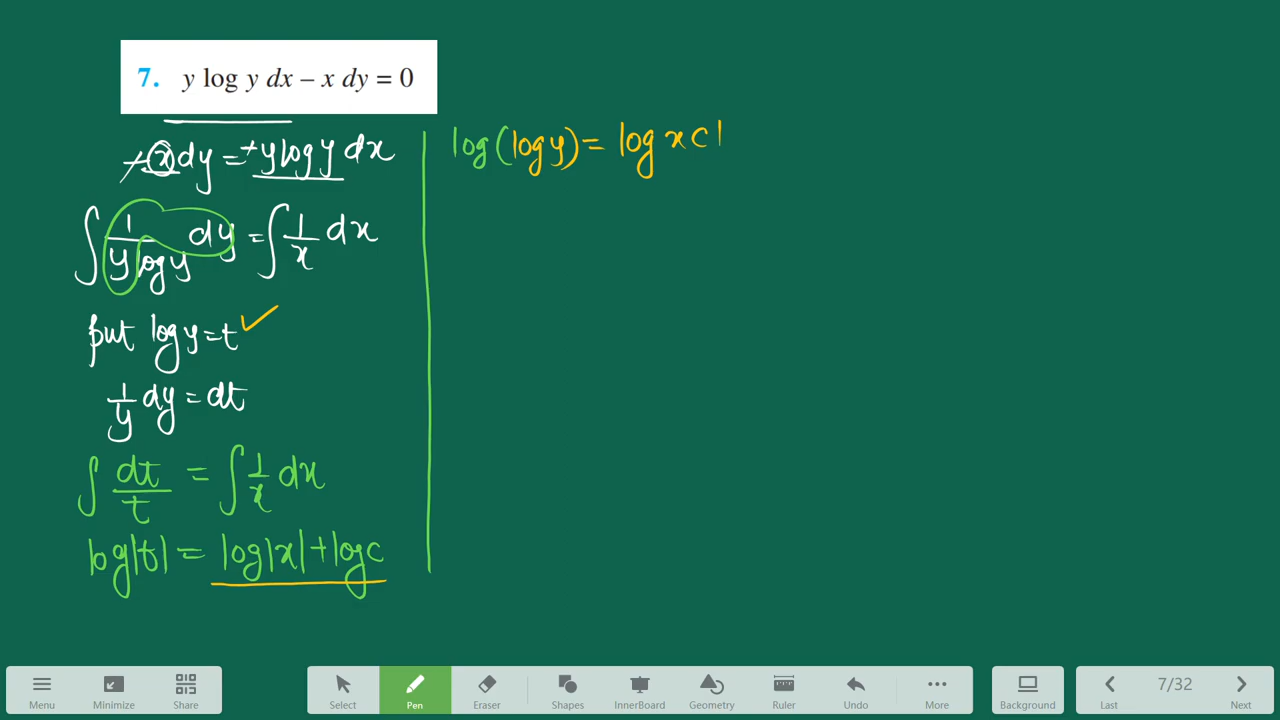 7. y log y dx – x dy = 0
-x dy = +y log y dx
∫ 1/(y log y) dy = ∫ 1/x dx
put log y = t ✓
1/y dy = dt
∫ dt/t = ∫ 1/x dx
log|t| = log|x| + log c
log(log y) = log x c|
Menu Minimize Share Select Pen Eraser Shapes InnerBoard Geometry Ruler Undo More Background Last 7/32 Next